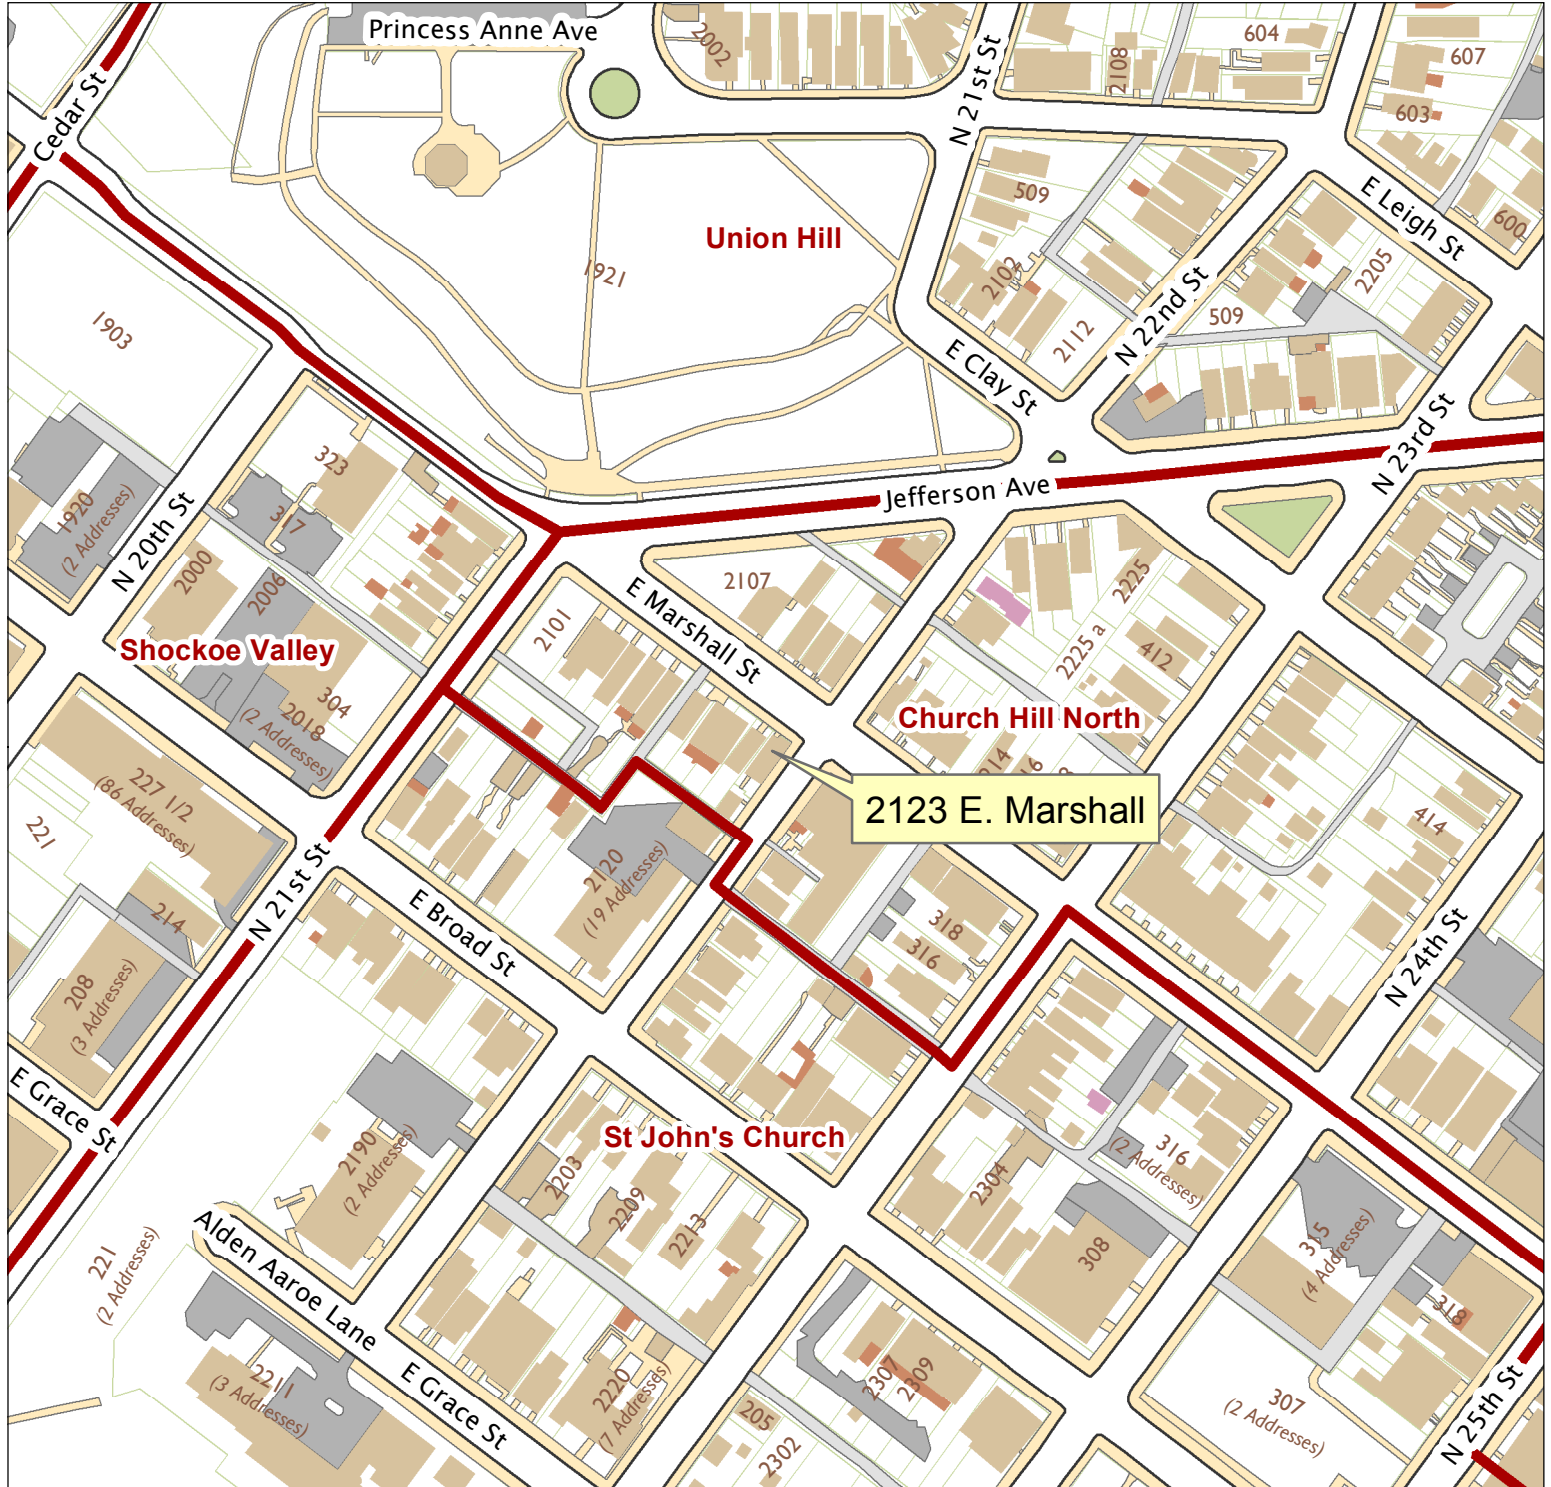 Princess Anne Ave
2002
N 21st St
2108
604
607
603
Cedar St
509
E Leigh St
600
Union Hill
2102
2205
1921
N 22nd St
509
2112
1903
E Clay St
N 23rd St
323
Jefferson Ave
1920
(2 Addresses)
317
N 20th St
2000
2006
2107
2225
E Marshall St
2101
2225 a
412
Shockoe Valley
304
2018
(2 Addresses)
Church Hill North
214
227 1/2
(86 Addresses)
2123 E. Marshall
414
221
N 21st St
2120
(19 Addresses)
E Broad St
214
318
316
208
(3 Addresses)
N 24th St
E Grace St
St John's Church
2190
(2 Addresses)
2203
2209
2213
2304
316
(2 Addresses)
308
315
(4 Addresses)
221
(2 Addresses)
Alden Aaroe Lane
318
2211
(3 Addresses)
E Grace St
2220
(7 Addresses)
2307
2309
205
2302
307
(2 Addresses)
N 25th St